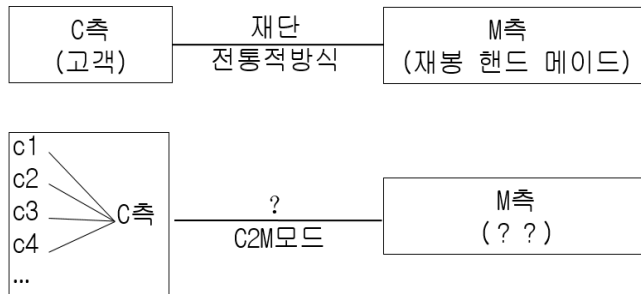 C측
(고객)
재단
전통적방식
M측
(재봉 핸드 메이드)
c1
c2
c3
c4
...
C측
?
C2M모드
M측
(? ?)